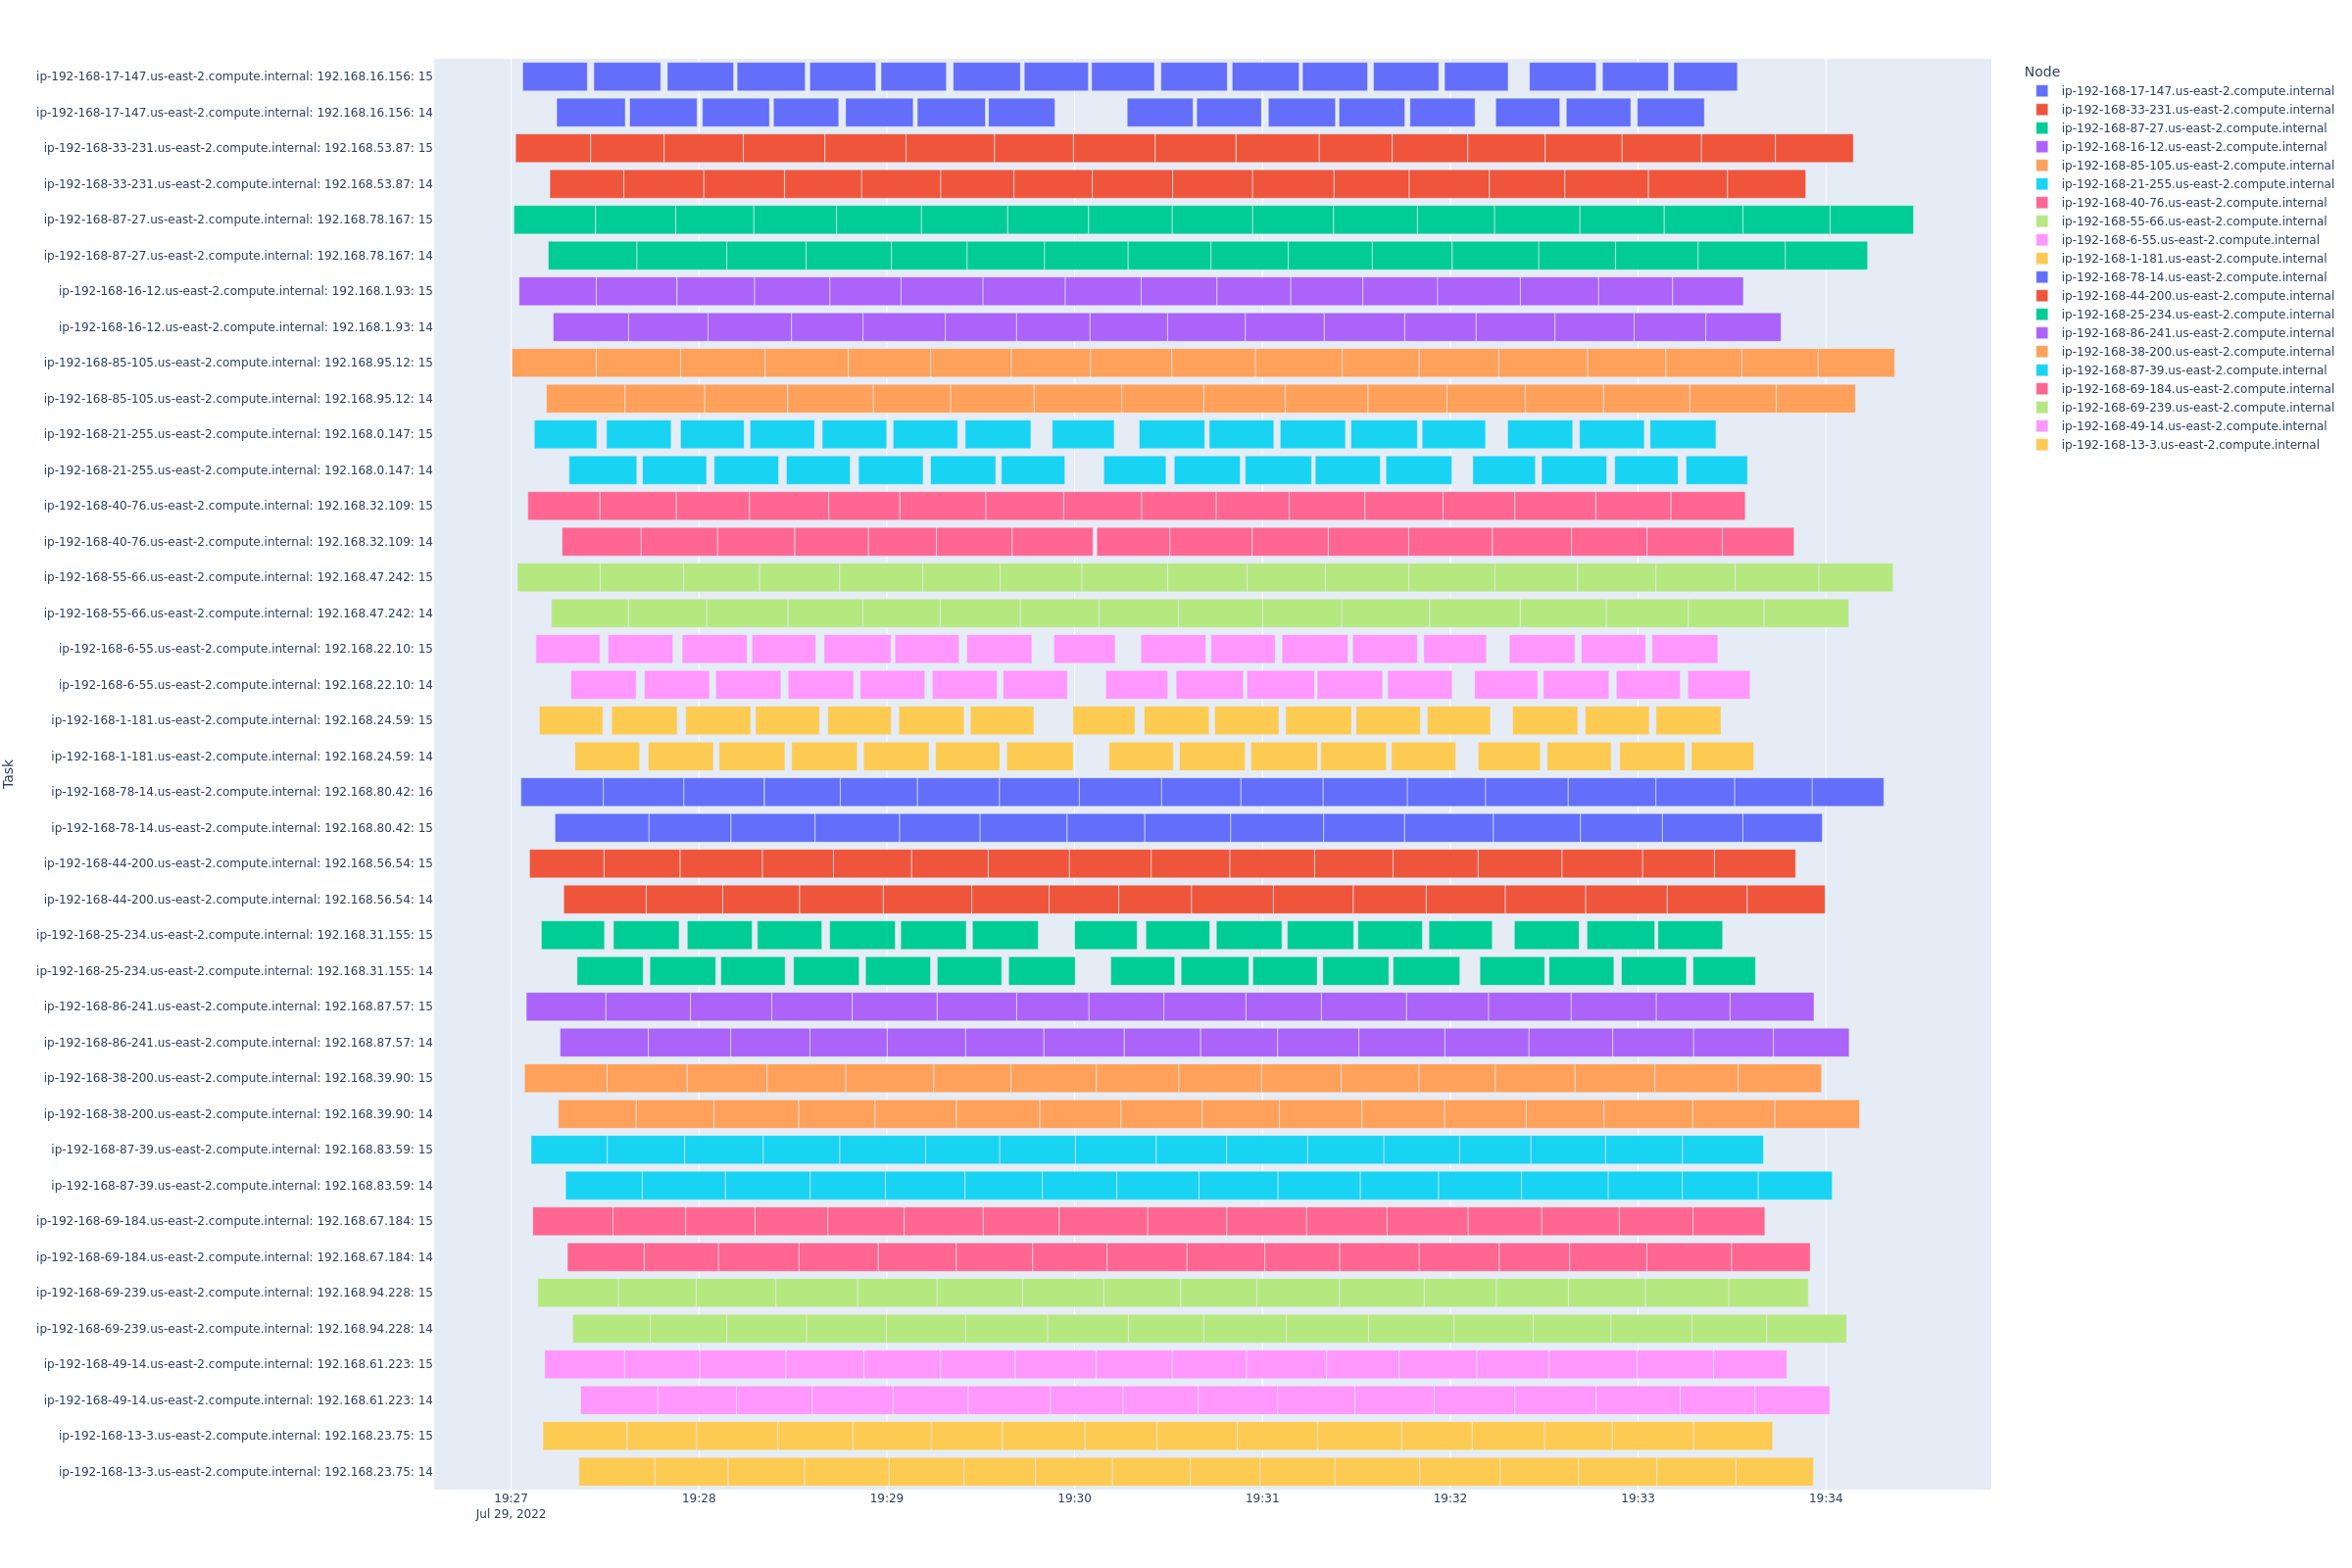 ip-192-168-17-147.us-east-2.compute.internal: 192.168.16.156: 15
ip-192-168-17-147.us-east-2.compute.internal: 192.168.16.156: 14
ip-192-168-33-231.us-east-2.compute.internal: 192.168.53.87: 15
ip-192-168-33-231.us-east-2.compute.internal: 192.168.53.87: 14
ip-192-168-87-27.us-east-2.compute.internal: 192.168.78.167: 15
ip-192-168-87-27.us-east-2.compute.internal: 192.168.78.167: 14
ip-192-168-16-12.us-east-2.compute.internal: 192.168.1.93: 15
ip-192-168-16-12.us-east-2.compute.internal: 192.168.1.93: 14
ip-192-168-85-105.us-east-2.compute.internal: 192.168.95.12: 15
ip-192-168-85-105.us-east-2.compute.internal: 192.168.95.12: 14
ip-192-168-21-255.us-east-2.compute.internal: 192.168.0.147: 15
ip-192-168-21-255.us-east-2.compute.internal: 192.168.0.147: 14
ip-192-168-40-76.us-east-2.compute.internal: 192.168.32.109: 15
ip-192-168-40-76.us-east-2.compute.internal: 192.168.32.109: 14
ip-192-168-55-66.us-east-2.compute.internal: 192.168.47.242: 15
ip-192-168-55-66.us-east-2.compute.internal: 192.168.47.242: 14
ip-192-168-6-55.us-east-2.compute.internal: 192.168.22.10: 15
ip-192-168-6-55.us-east-2.compute.internal: 192.168.22.10: 14
ip-192-168-1-181.us-east-2.compute.internal: 192.168.24.59: 15
ip-192-168-1-181.us-east-2.compute.internal: 192.168.24.59: 14
ip-192-168-78-14.us-east-2.compute.internal: 192.168.80.42: 16
ip-192-168-78-14.us-east-2.compute.internal: 192.168.80.42: 15
ip-192-168-44-200.us-east-2.compute.internal: 192.168.56.54: 15
ip-192-168-44-200.us-east-2.compute.internal: 192.168.56.54: 14
ip-192-168-25-234.us-east-2.compute.internal: 192.168.31.155: 15
ip-192-168-25-234.us-east-2.compute.internal: 192.168.31.155: 14
ip-192-168-86-241.us-east-2.compute.internal: 192.168.87.57: 15
ip-192-168-86-241.us-east-2.compute.internal: 192.168.87.57: 14
ip-192-168-38-200.us-east-2.compute.internal: 192.168.39.90: 15
ip-192-168-38-200.us-east-2.compute.internal: 192.168.39.90: 14
ip-192-168-87-39.us-east-2.compute.internal: 192.168.83.59: 15
ip-192-168-87-39.us-east-2.compute.internal: 192.168.83.59: 14
ip-192-168-69-184.us-east-2.compute.internal: 192.168.67.184: 15
ip-192-168-69-184.us-east-2.compute.internal: 192.168.67.184: 14
ip-192-168-69-239.us-east-2.compute.internal: 192.168.94.228: 15
ip-192-168-69-239.us-east-2.compute.internal: 192.168.94.228: 14
ip-192-168-49-14.us-east-2.compute.internal: 192.168.61.223: 15
ip-192-168-49-14.us-east-2.compute.internal: 192.168.61.223: 14
ip-192-168-13-3.us-east-2.compute.internal: 192.168.23.75: 15
ip-192-168-13-3.us-east-2.compute.internal: 192.168.23.75: 14
Task
19:27
Jul 29, 2022
19:28
19:29
19:30
19:31
19:32
19:33
19:34
Node
ip-192-168-17-147.us-east-2.compute.internal
ip-192-168-33-231.us-east-2.compute.internal
ip-192-168-87-27.us-east-2.compute.internal
ip-192-168-16-12.us-east-2.compute.internal
ip-192-168-85-105.us-east-2.compute.internal
ip-192-168-21-255.us-east-2.compute.internal
ip-192-168-40-76.us-east-2.compute.internal
ip-192-168-55-66.us-east-2.compute.internal
ip-192-168-6-55.us-east-2.compute.internal
ip-192-168-1-181.us-east-2.compute.internal
ip-192-168-78-14.us-east-2.compute.internal
ip-192-168-44-200.us-east-2.compute.internal
ip-192-168-25-234.us-east-2.compute.internal
ip-192-168-86-241.us-east-2.compute.internal
ip-192-168-38-200.us-east-2.compute.internal
ip-192-168-87-39.us-east-2.compute.internal
ip-192-168-69-184.us-east-2.compute.internal
ip-192-168-69-239.us-east-2.compute.internal
ip-192-168-49-14.us-east-2.compute.internal
ip-192-168-13-3.us-east-2.compute.internal